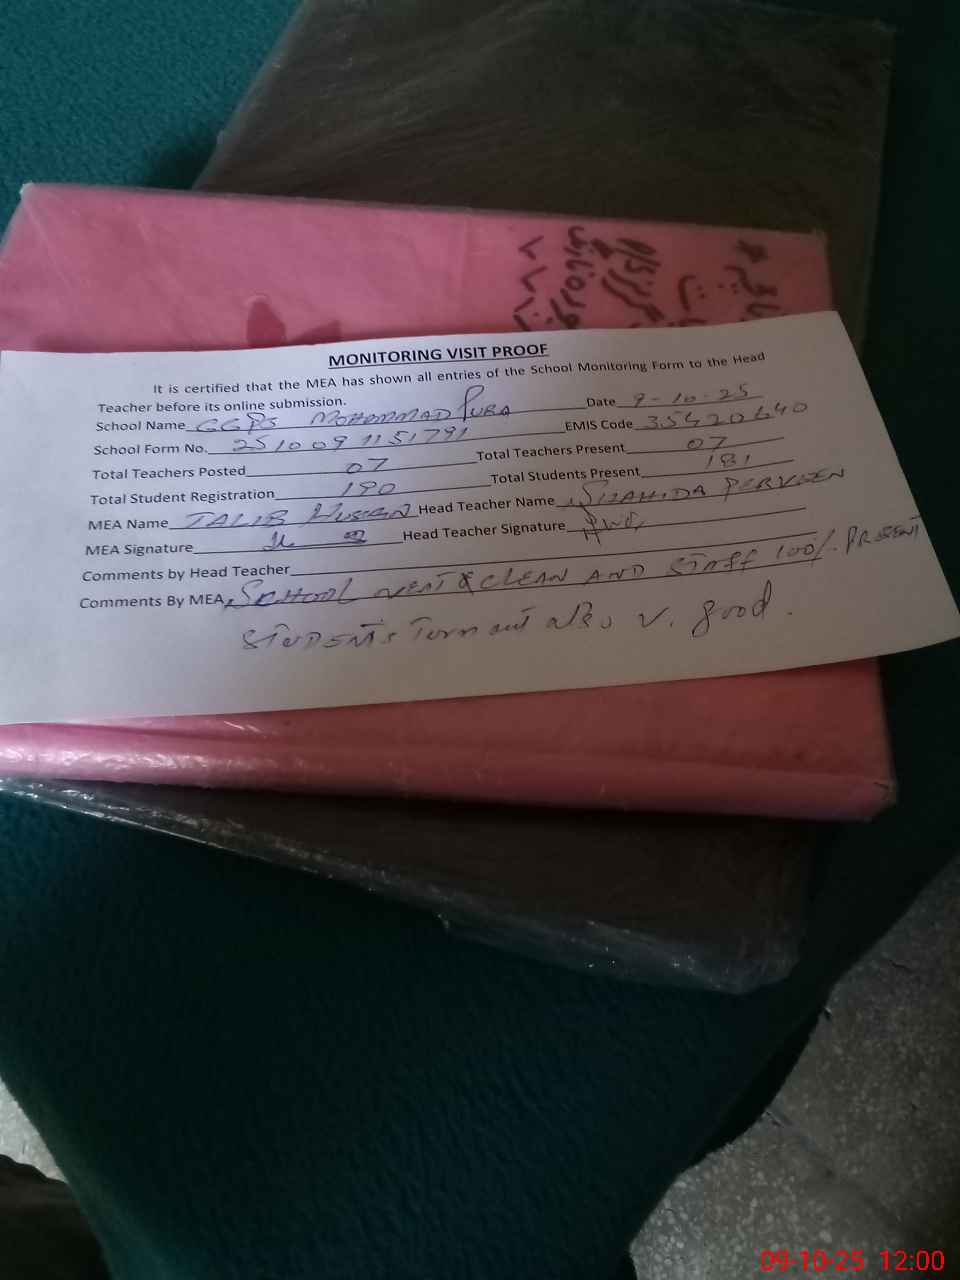 MONITORING VISIT PROOF
It is certified that the MEA has shown all entries of the School Monitoring Form to the Head
Teacher before its online submission.
School Name GGPS MOHAMMAD PURA Date 9-10-25
School Form No. 251009 1151791 EMIS Code 35420640
Total Teachers Posted 07 Total Teachers Present 07
Total Student Registration 190 Total Students Present 181
MEA Name TALIB HUSSAIN Head Teacher Name SHAHIDA PERVEEN
MEA Signature Head Teacher Signature
Comments by Head Teacher
Comments By MEA SCHOOL NEAT & CLEAN AND STAFF 100% PRESENT
STUDENTS Turn out also v. good.
09-10-25 12:00